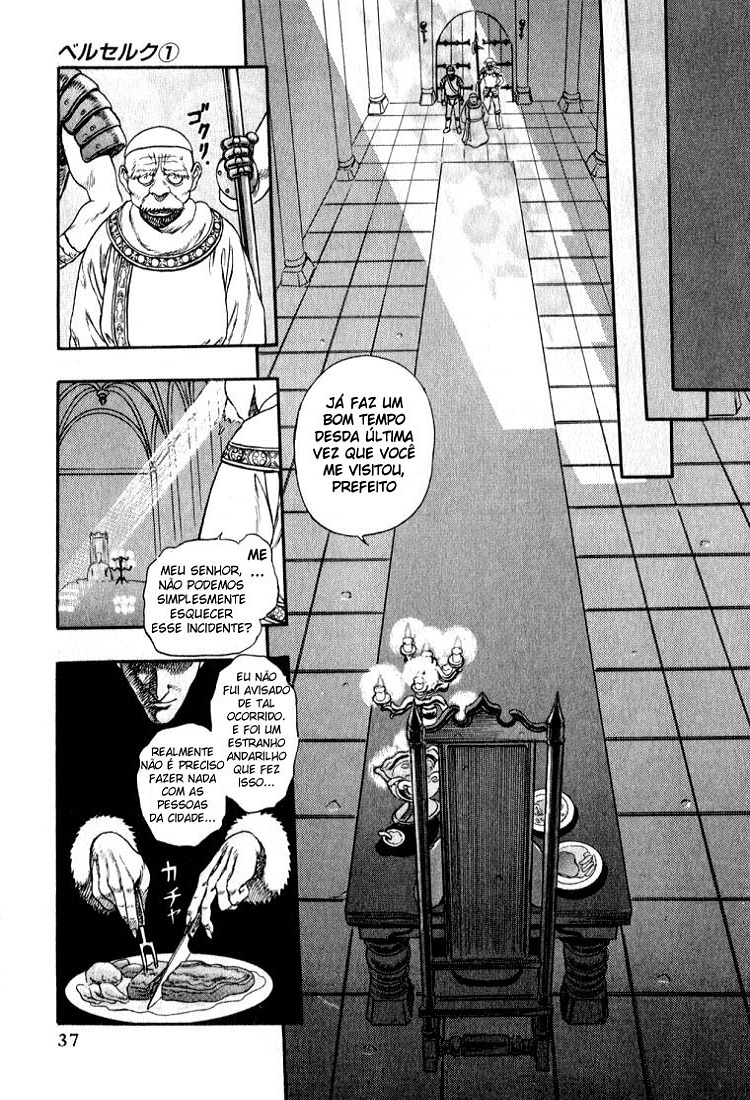 ベルセルク①
JÁ FAZ UM
BOM TEMPO
DESDA ÚLTIMA
VEZ QUE VOCÊ
ME VISITOU,
PREFEITO
ゴクリ.
ME
...
MEU SENHOR,
NÃO PODEMOS
SIMPLESMENTE
ESQUECER
ESSE INCIDENTE?
EU NÃO
FUI AVISADO
DE TAL
OCORRIDO.
E FOI UM
ESTRANHO
ANDARILHO
QUE FEZ
ISSO...
REALMENTE
NÃO É PRECISO
FAZER NADA
COM AS
PESSOAS
DA CIDADE...
カチャ
37